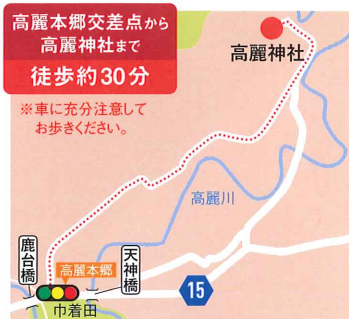 高麗本郷交差点から
高麗神社まで
徒歩約30分
※車に充分注意して
お歩きください。
高麗神社
高麗川
鹿台橋
高麗本郷
天神橋
15
巾着田